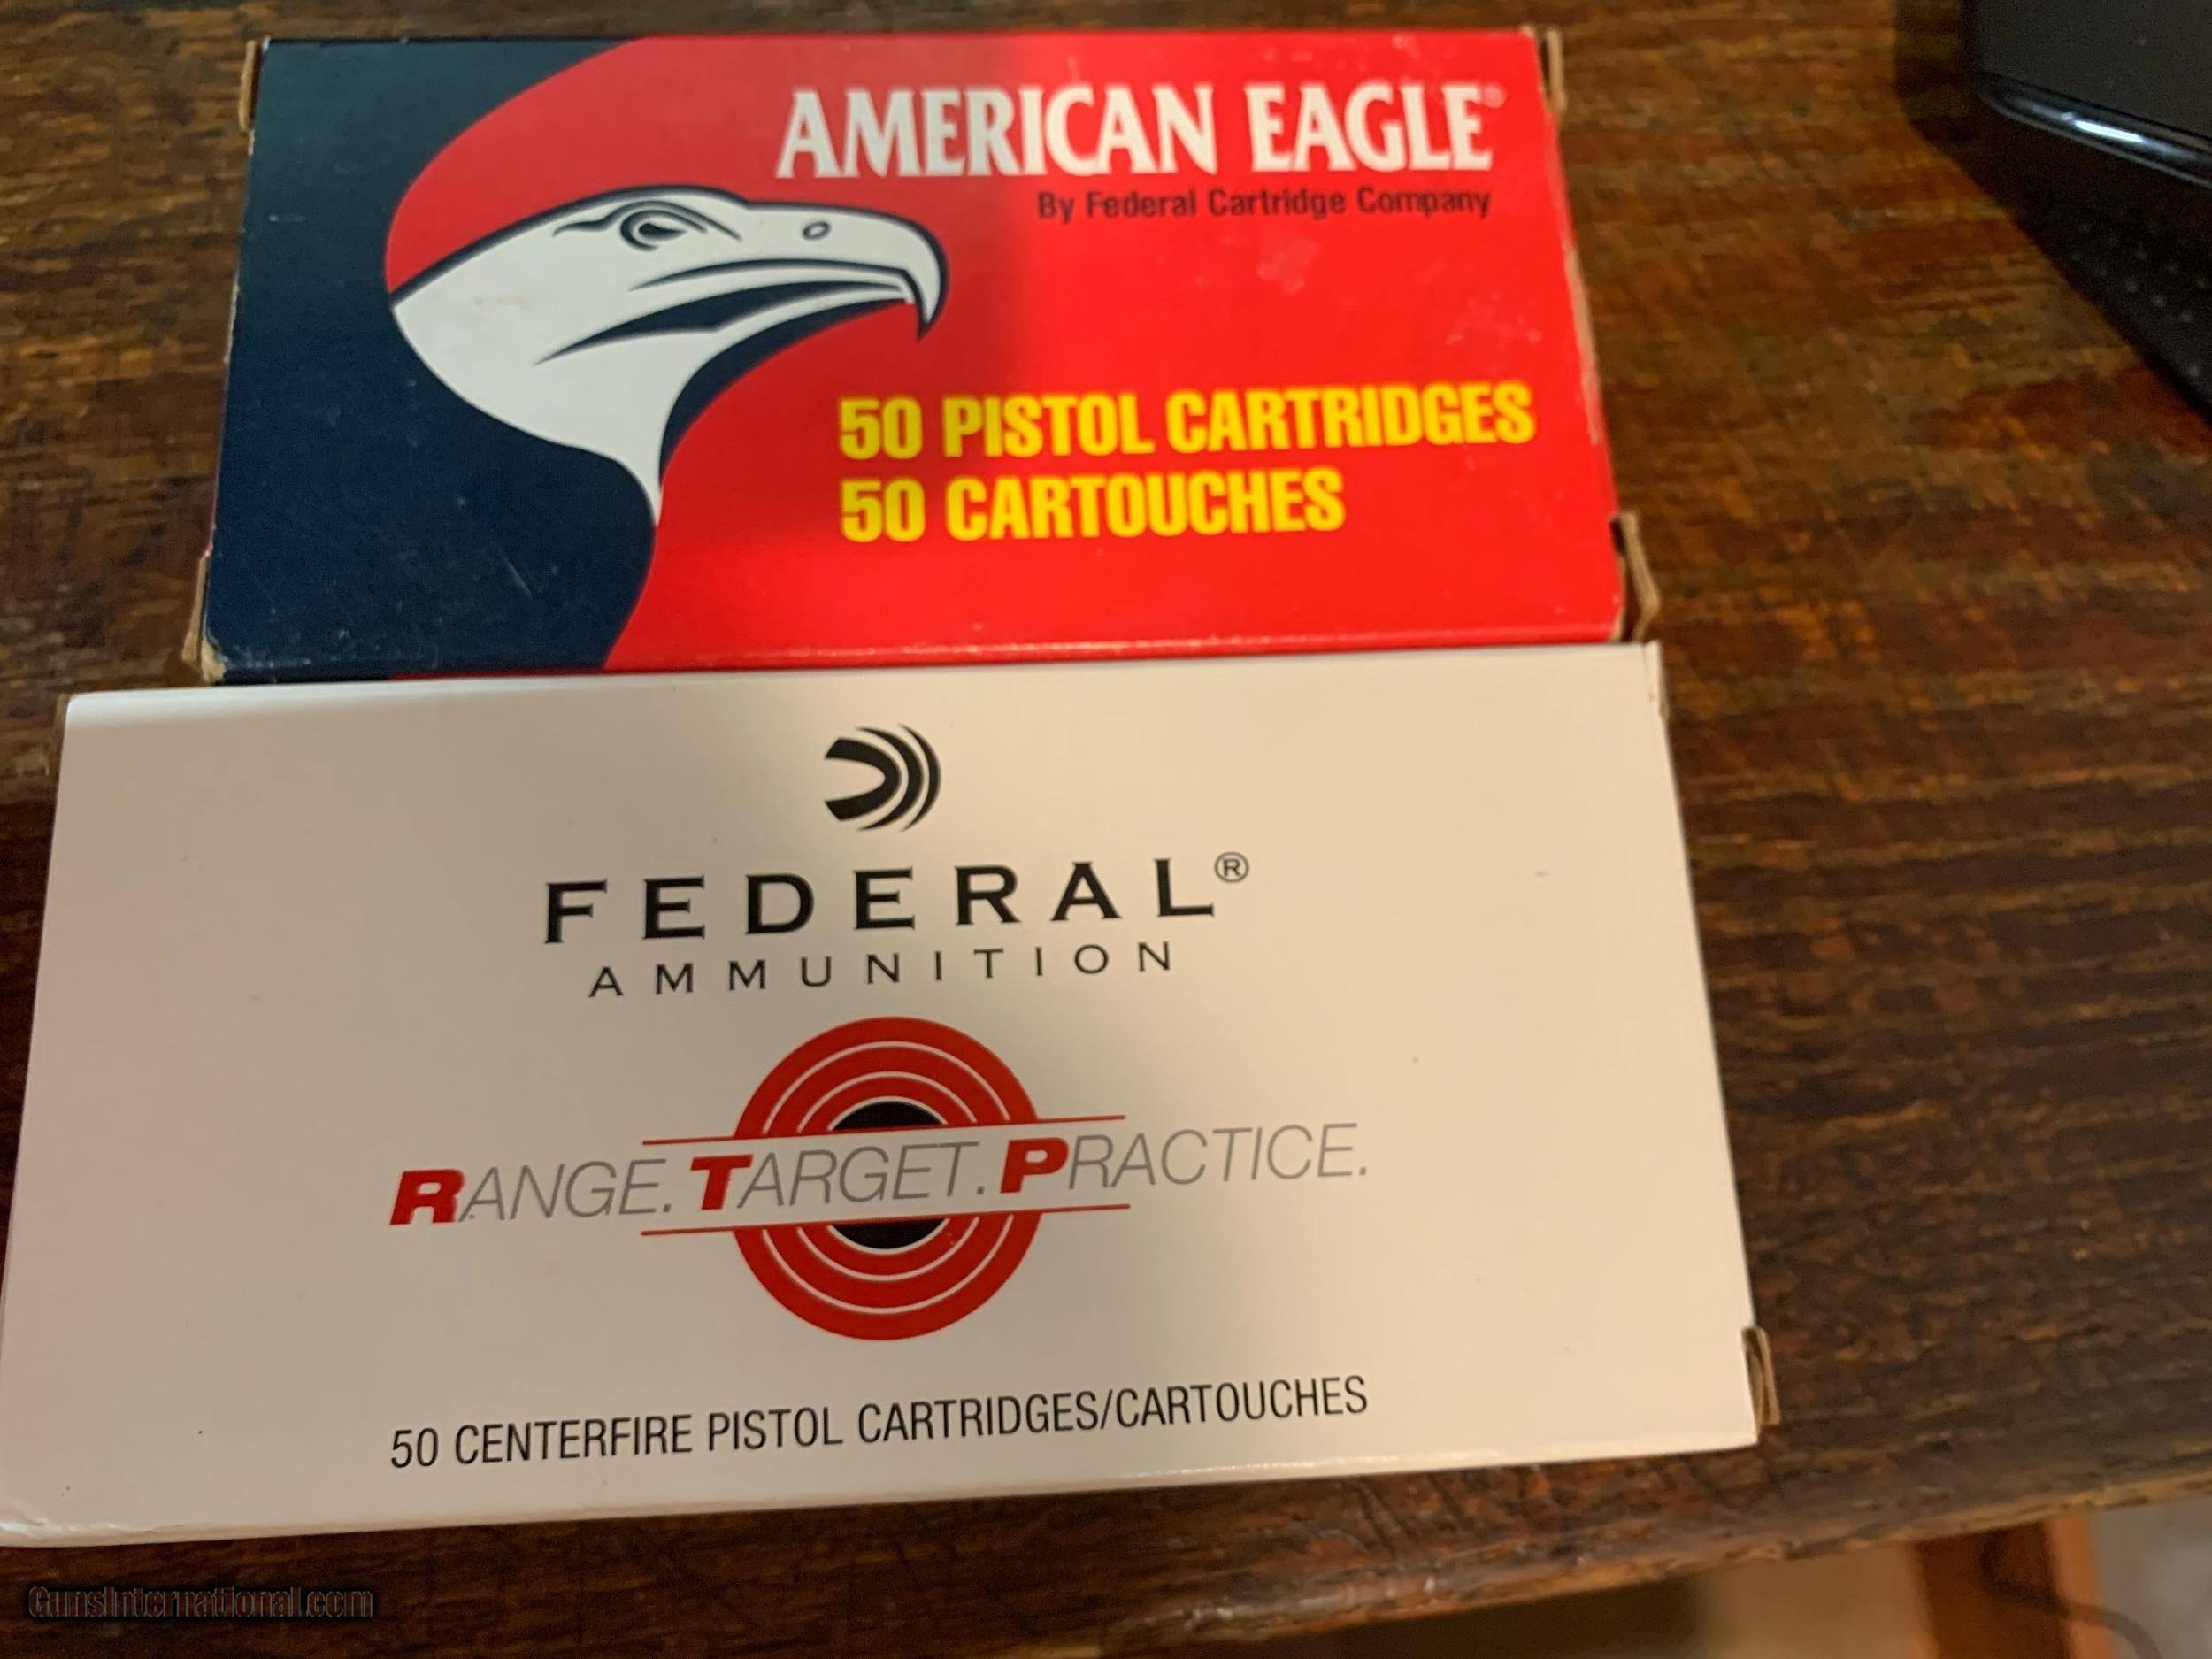 AMERICAN EAGLE®
By Federal Cartridge Company
50 PISTOL CARTRIDGES
50 CARTOUCHES
FEDERAL®
AMMUNITION
RANGE. TARGET. PRACTICE.
50 CENTERFIRE PISTOL CARTRIDGES/CARTOUCHES
GunsInternational.com